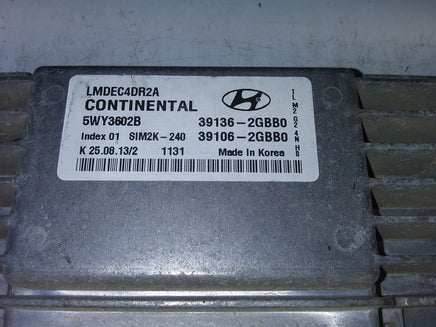 LMDEC4DR2A
CONTINENTAL
5WY3602B 39136-2GBB0
Index 01 SIM2K-240 39106-2GBB0
K 25.08.13/2 1131 Made in Korea
TLM2G24NH0